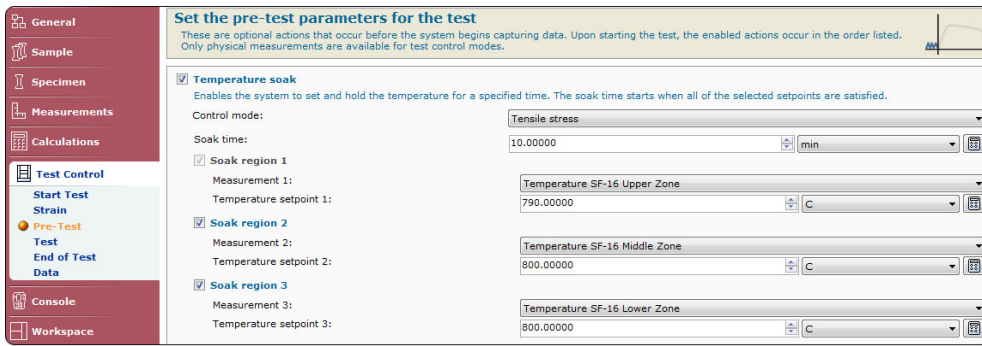 General
Sample
Specimen
Measurements
Calculations
Test Control
Start Test
Strain
Pre-Test
Test
End of Test
Data
Console
Workspace
Set the pre-test parameters for the test
These are optional actions that occur before the system begins capturing data. Upon starting the test, the enabled actions occur in the order listed.
Only physical measurements are available for test control modes.
Temperature soak
Enables the system to set and hold the temperature for a specified time. The soak time starts when all of the selected setpoints are satisfied.
Control mode: Tensile stress
Soak time: 10.00000 min
Soak region 1
Measurement 1: Temperature SF-16 Upper Zone
Temperature setpoint 1: 790.00000 C
Soak region 2
Measurement 2: Temperature SF-16 Middle Zone
Temperature setpoint 2: 800.00000 C
Soak region 3
Measurement 3: Temperature SF-16 Lower Zone
Temperature setpoint 3: 800.00000 C